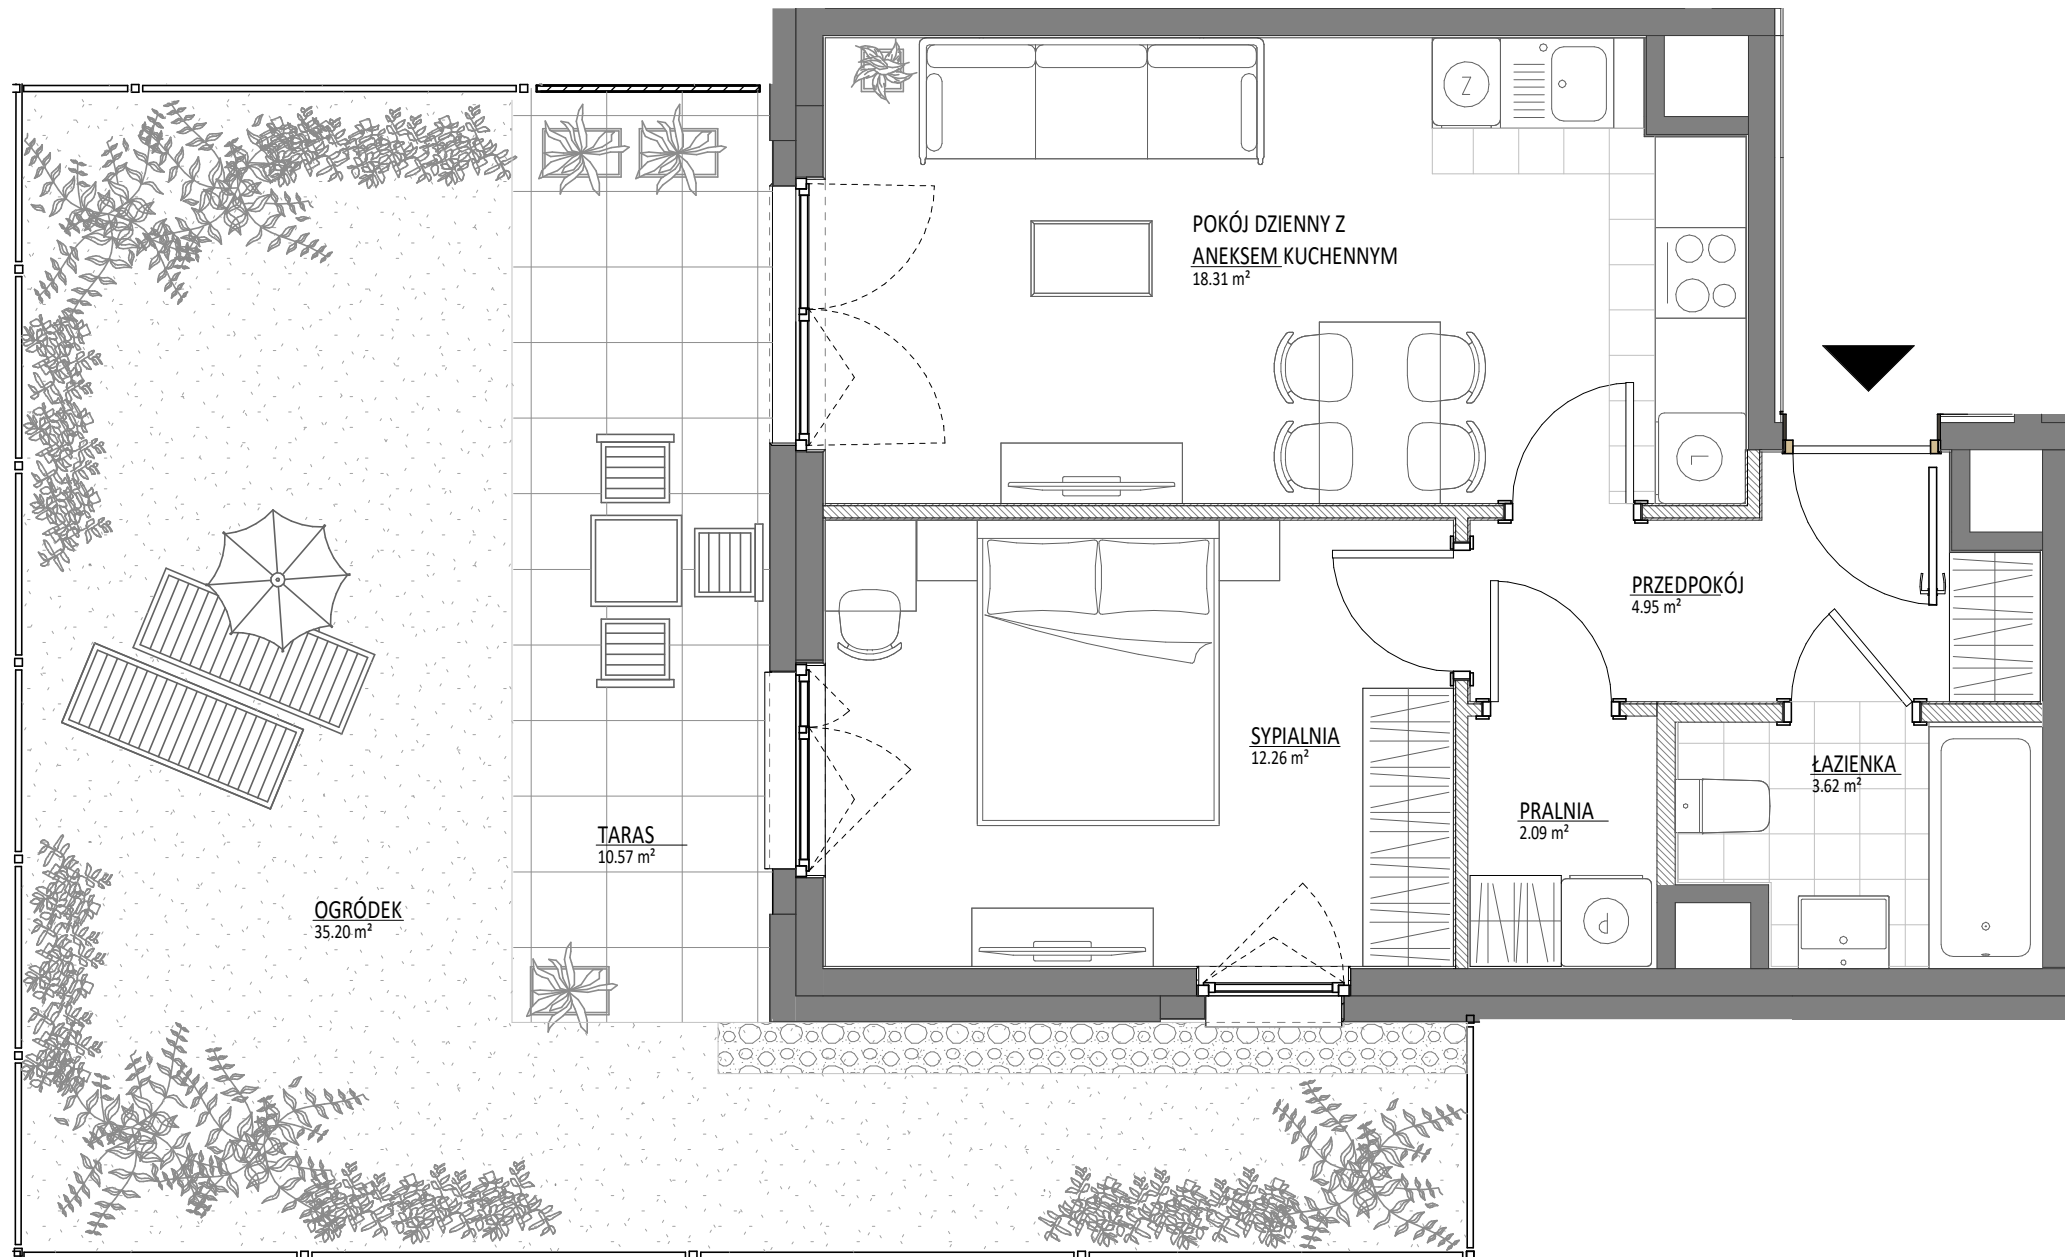 POKÓJ DZIENNY Z
ANEKSEM KUCHENNYM
18.31 m²
Z
L
PRZEDPOKÓJ
4.95 m²
SYPIALNIA
12.26 m²
ŁAZIENKA
3.62 m²
PRALNIA
2.09 m²
P
TARAS
10.57 m²
OGRÓDEK
35.20 m²